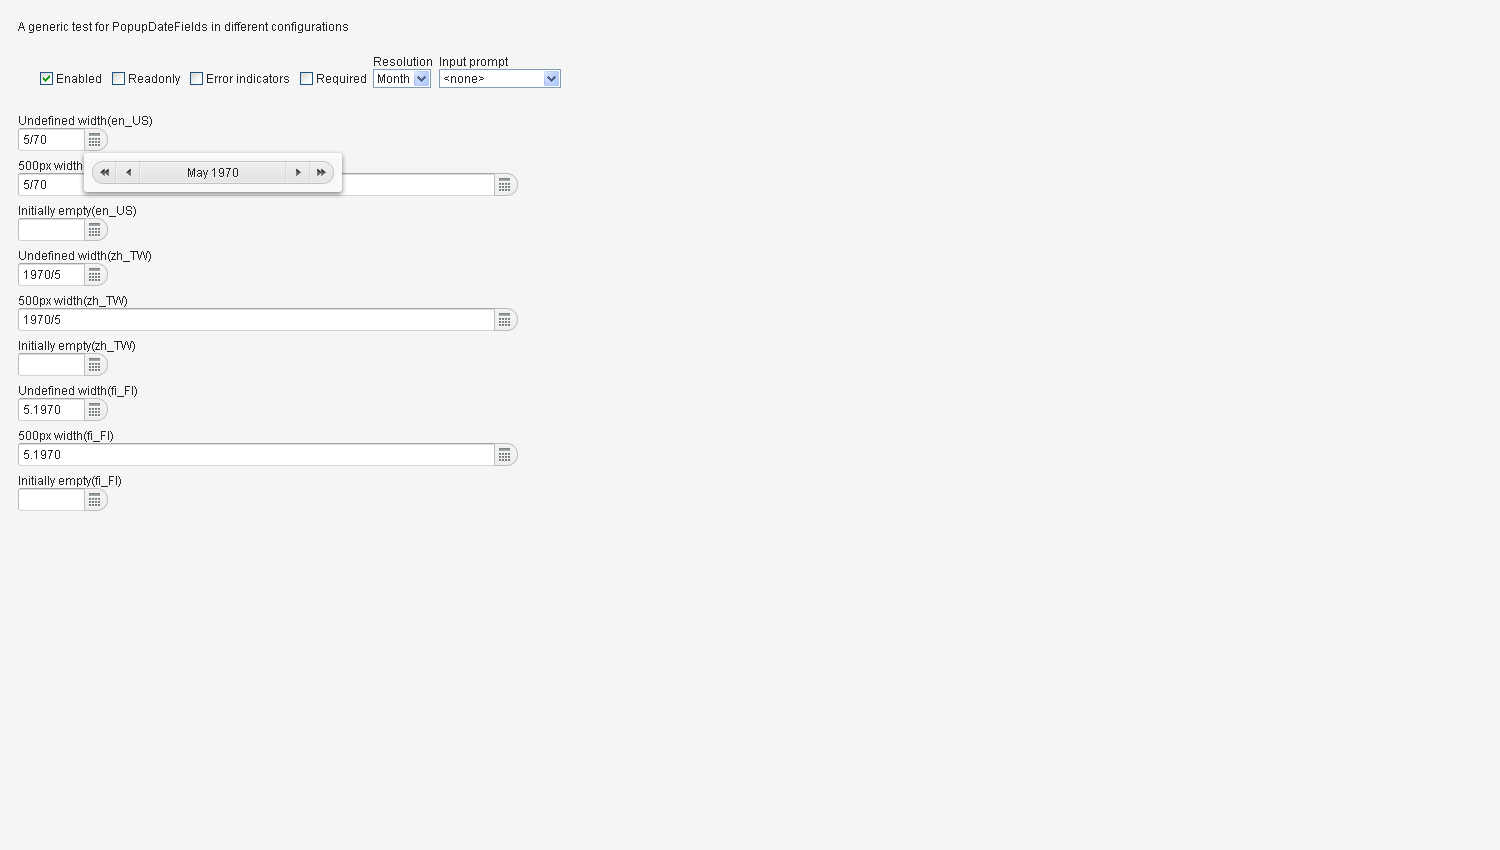 A generic test for PopupDateFields in different configurations
Resolution Input prompt
Enabled Readonly Error indicators Required Month <none>
Undefined width(en_US)
5/70
500px width
May 1970
5/70
Initially empty(en_US)
Undefined width(zh_TW)
1970/5
500px width(zh_TW)
1970/5
Initially empty(zh_TW)
Undefined width(fi_FI)
5.1970
500px width(fi_FI)
5.1970
Initially empty(fi_FI)